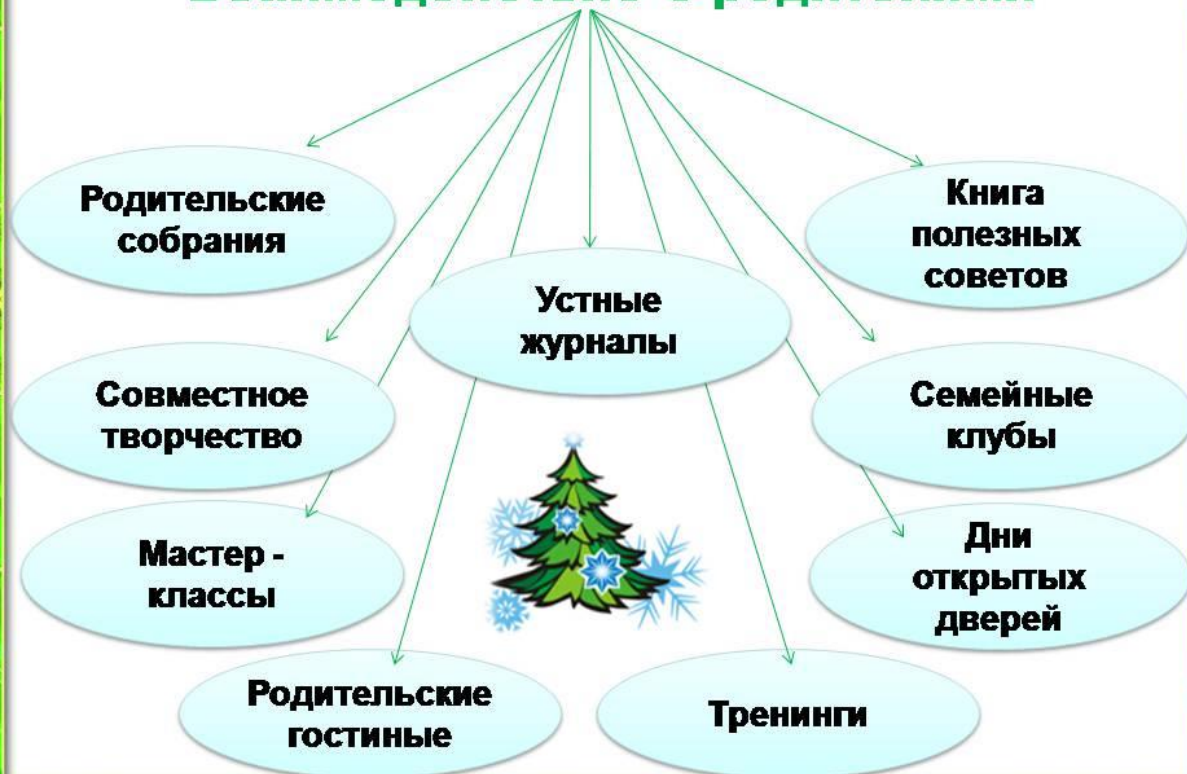 Родительские
собрания
Книга
полезных
советов
Устные
журналы
Совместное
творчество
Семейные
клубы
Мастер -
классы
Дни
открытых
дверей
Родительские
гостиные
Тренинги